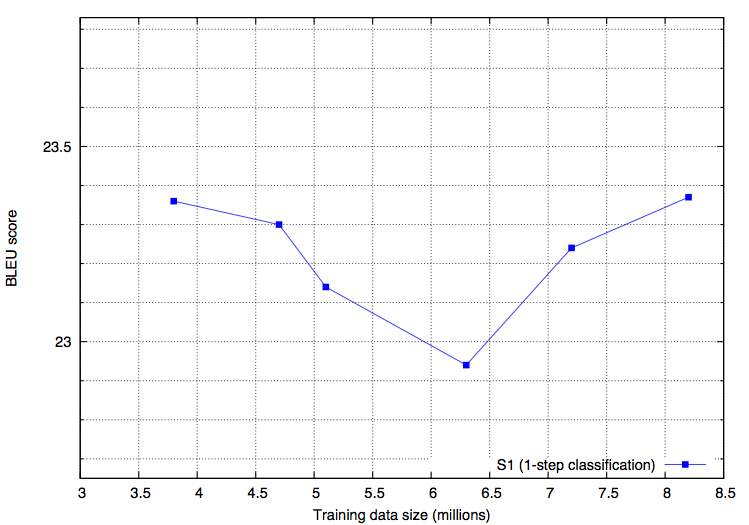 23.5
23
BLEU score
S1 (1-step classification)
3 3.5 4 4.5 5 5.5 6 6.5 7 7.5 8 8.5
Training data size (millions)